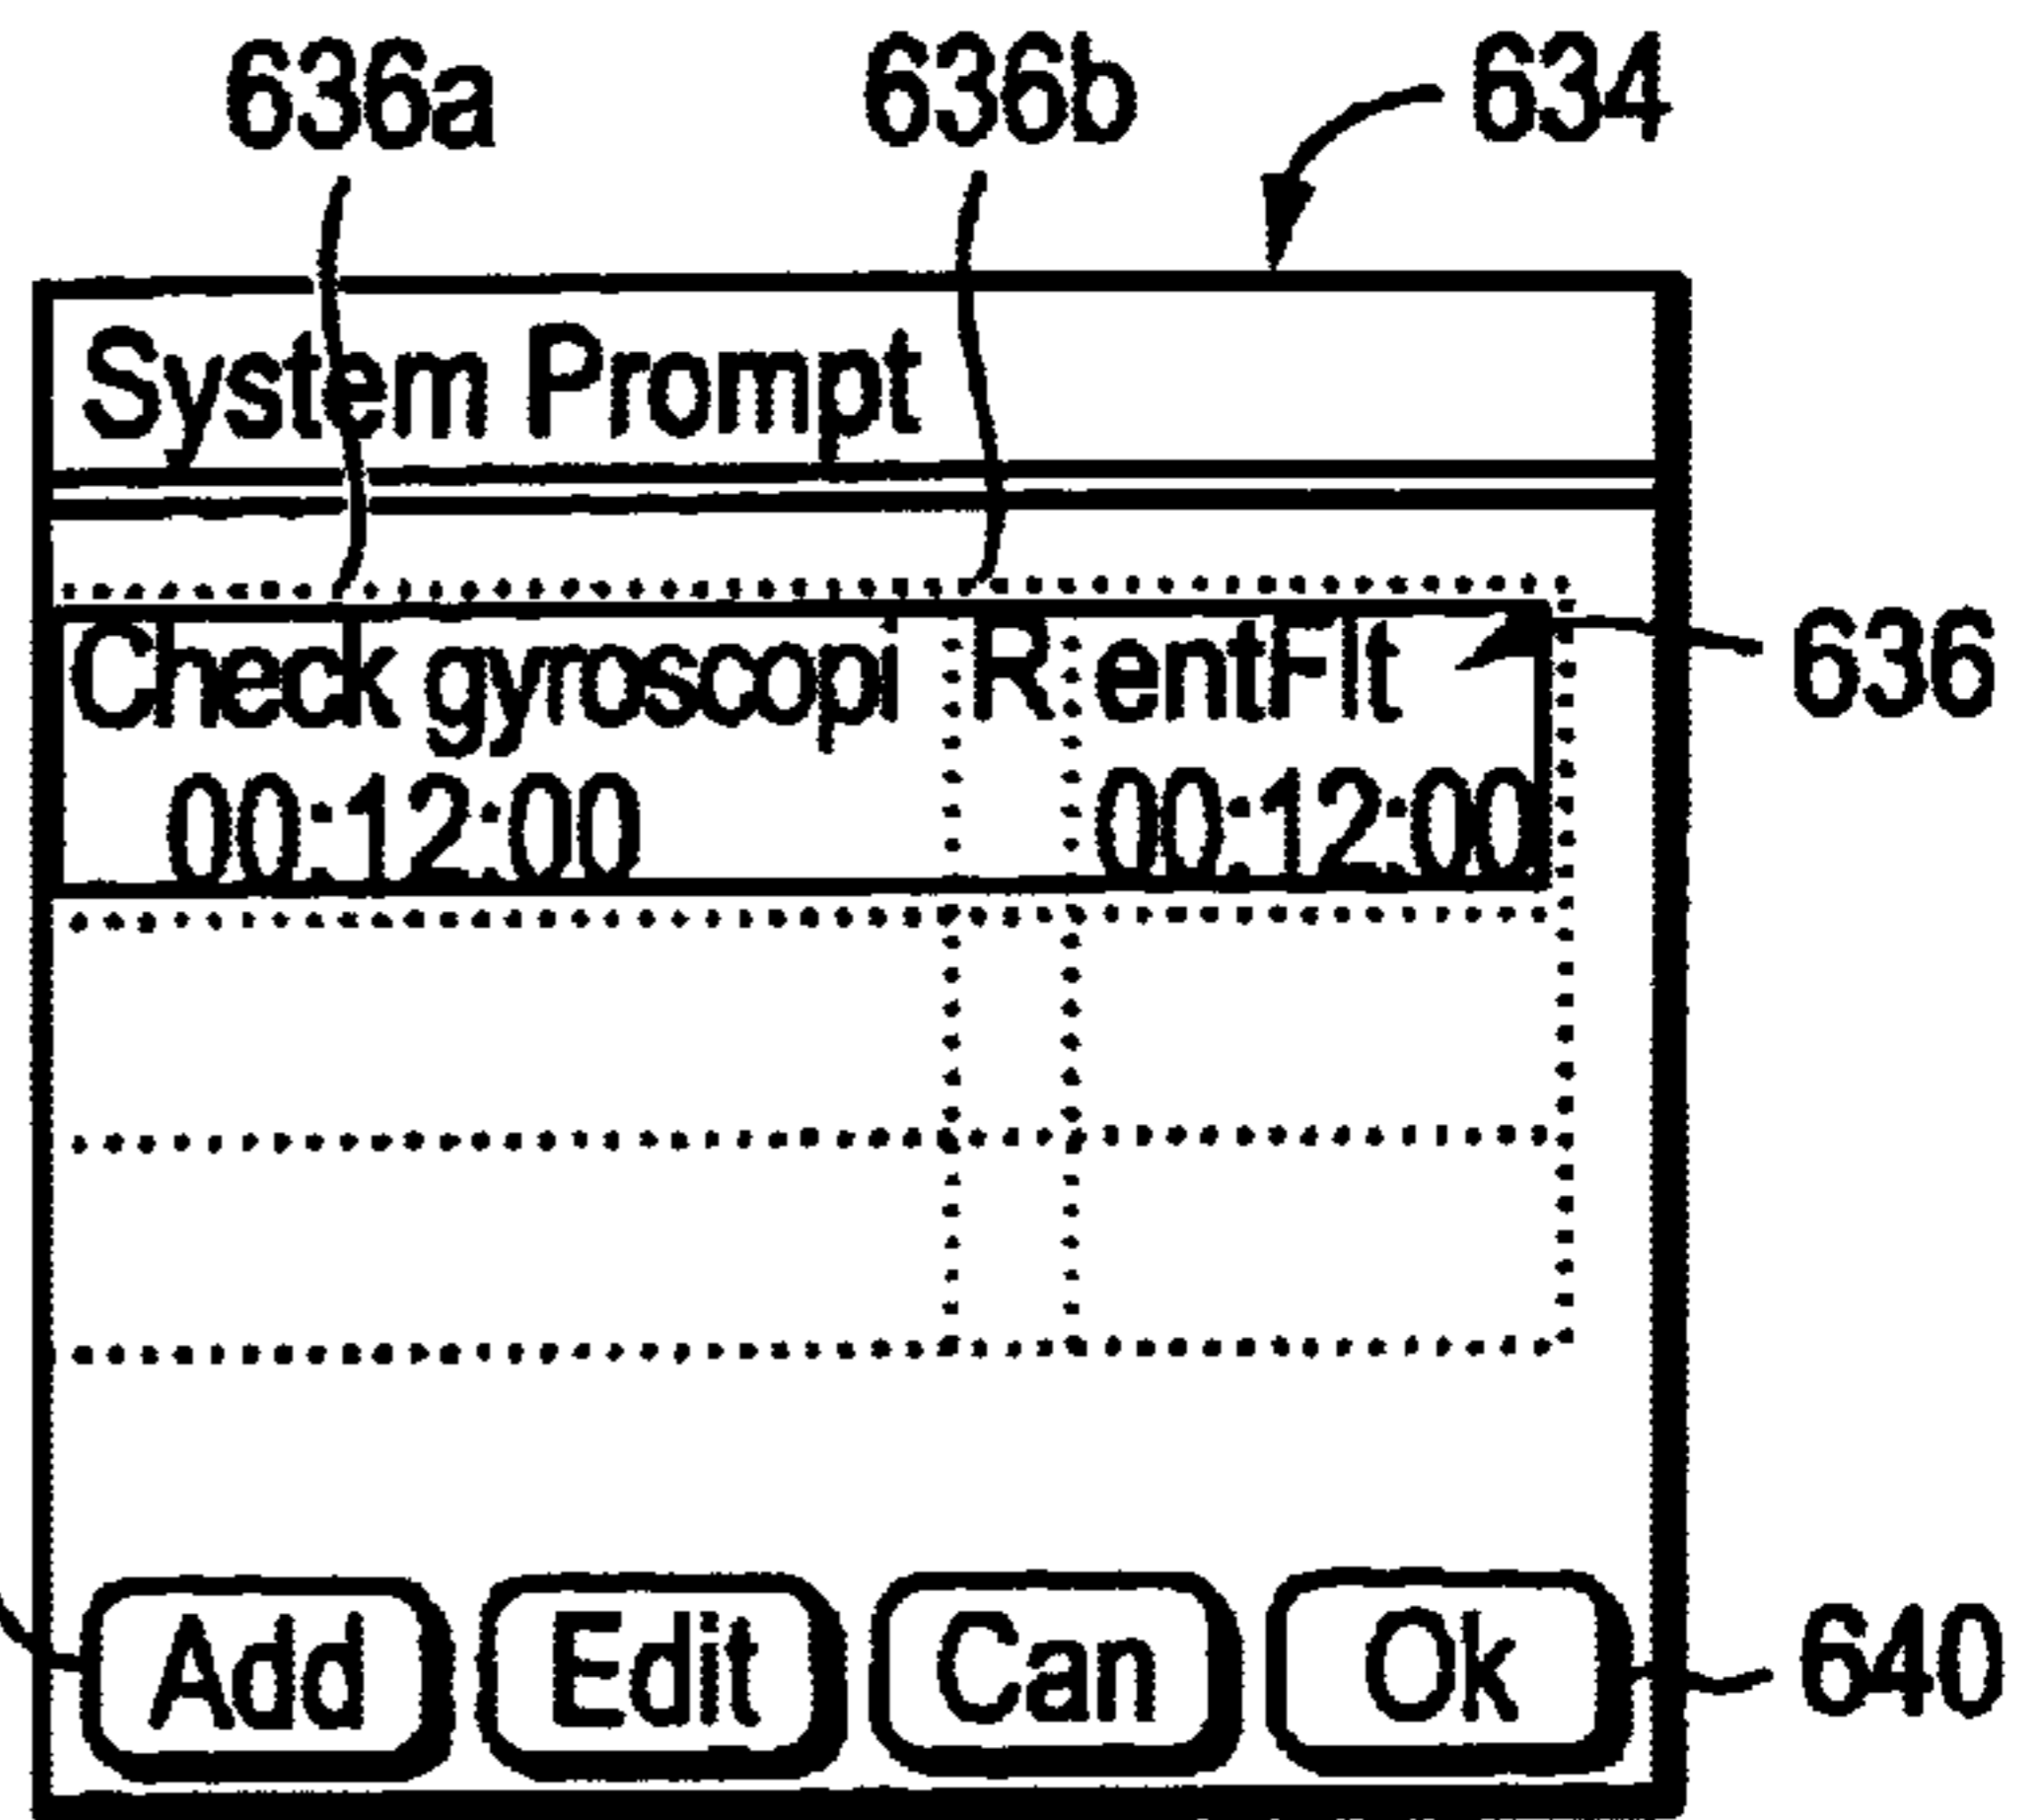 636a 636b 634
System Prompt
Check gyroscopi R entFlt
636
00:12:00 00:12:00
Add Edit Can Ok
640